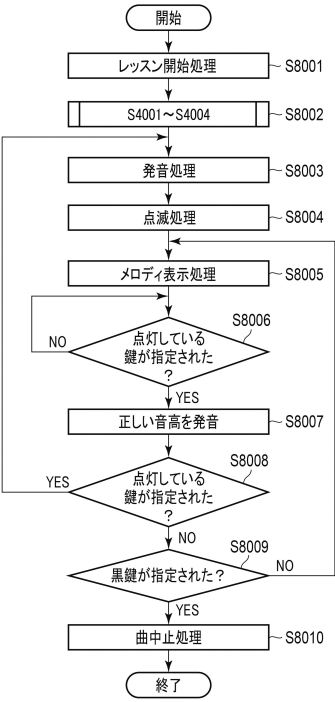 開始
レッスン開始処理
S8001
S4001～S4004
S8002
発音処理
S8003
点滅処理
S8004
メロディ表示処理
S8005
S8006
点灯している
鍵が指定された
？
NO
YES
正しい音高を発音
S8007
S8008
点灯している
鍵が指定された
？
YES
NO
S8009
黒鍵が指定された？
NO
YES
曲中止処理
S8010
終了